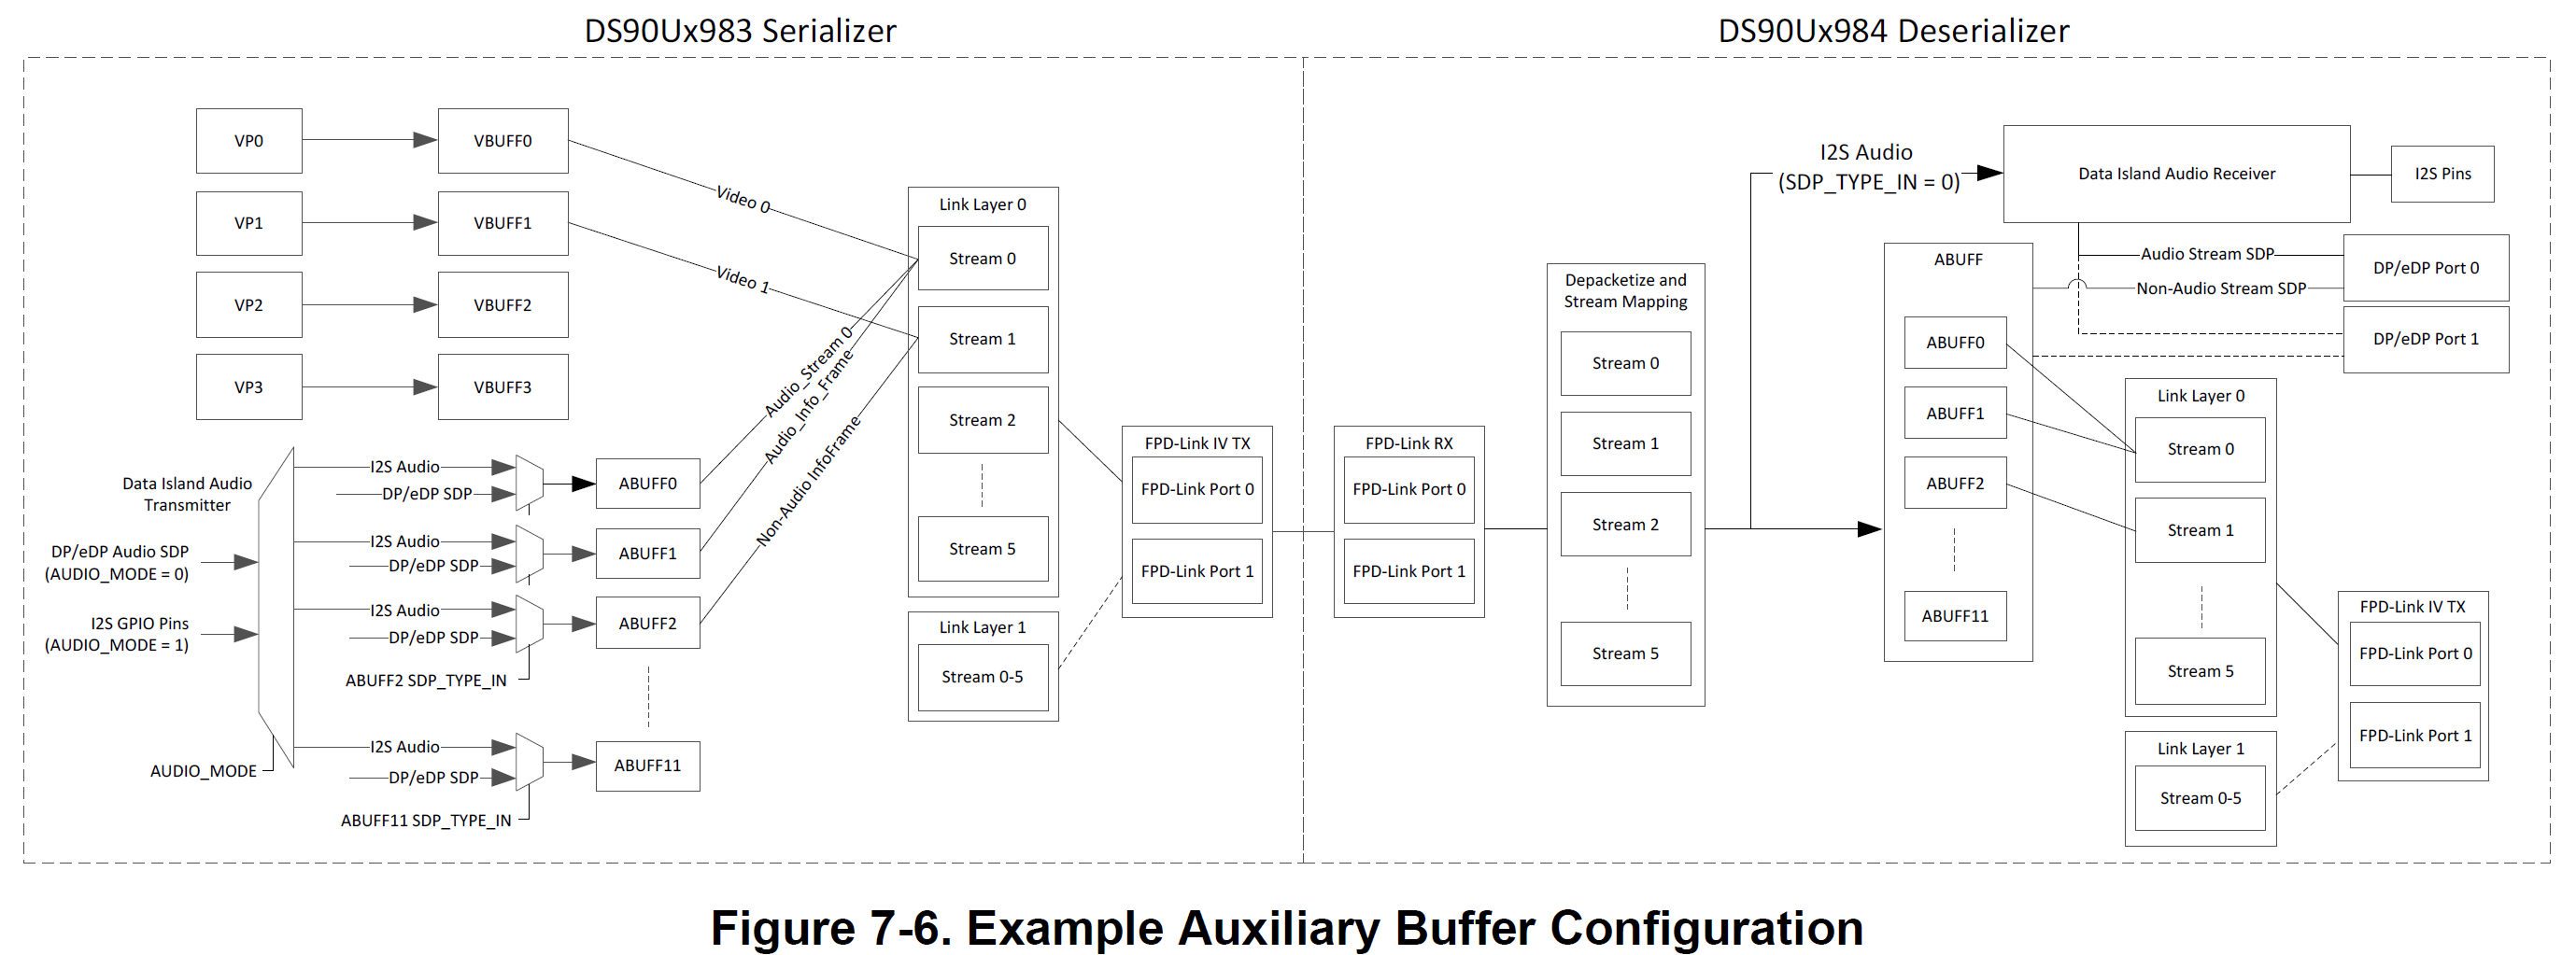 DS90Ux983 Serializer
DS90Ux984 Deserializer
VP0
VBUFF0
VP1
VBUFF1
VP2
VBUFF2
VP3
VBUFF3
Video 0
Video 1
Audio_Stream 0
Audio_Info_Frame
Non-Audio InfoFrame
Data Island Audio
Transmitter
DP/eDP Audio SDP
(AUDIO_MODE = 0)
I2S GPIO Pins
(AUDIO_MODE = 1)
AUDIO_MODE
I2S Audio
DP/eDP SDP
ABUFF0
I2S Audio
DP/eDP SDP
ABUFF1
I2S Audio
DP/eDP SDP
ABUFF2
ABUFF2 SDP_TYPE_IN
I2S Audio
DP/eDP SDP
ABUFF11
ABUFF11 SDP_TYPE_IN
Link Layer 0
Stream 0
Stream 1
Stream 2
Stream 5
Link Layer 1
Stream 0-5
FPD-Link IV TX
FPD-Link Port 0
FPD-Link Port 1
FPD-Link RX
FPD-Link Port 0
FPD-Link Port 1
Depacketize and
Stream Mapping
Stream 0
Stream 1
Stream 2
Stream 5
I2S Audio
(SDP_TYPE_IN = 0)
Data Island Audio Receiver
I2S Pins
Audio Stream SDP
Non-Audio Stream SDP
DP/eDP Port 0
DP/eDP Port 1
ABUFF
ABUFF0
ABUFF1
ABUFF2
ABUFF11
Link Layer 0
Stream 0
Stream 1
Stream 5
Link Layer 1
Stream 0-5
FPD-Link IV TX
FPD-Link Port 0
FPD-Link Port 1
Figure 7-6. Example Auxiliary Buffer Configuration